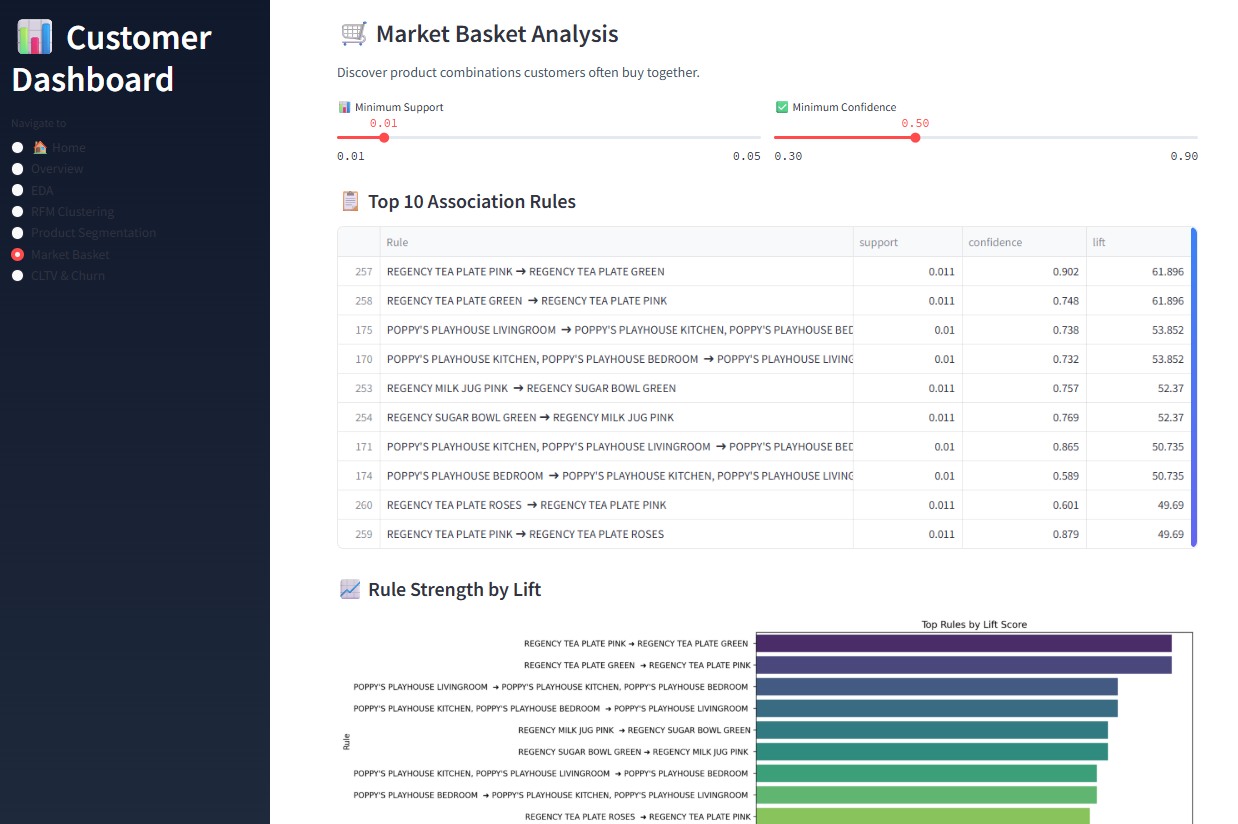 Customer
Dashboard
Navigate to
Home
Overview
EDA
RFM Clustering
Product Segmentation
Market Basket
CLTV & Churn
Market Basket Analysis
Discover product combinations customers often buy together.
Minimum Support
0.01
0.01 0.05
Minimum Confidence
0.50
0.30 0.90
Top 10 Association Rules
Rule support confidence lift
257 REGENCY TEA PLATE PINK → REGENCY TEA PLATE GREEN 0.011 0.902 61.896
258 REGENCY TEA PLATE GREEN → REGENCY TEA PLATE PINK 0.011 0.748 61.896
175 POPPY'S PLAYHOUSE LIVINGROOM → POPPY'S PLAYHOUSE KITCHEN, POPPY'S PLAYHOUSE BED 0.01 0.738 53.852
170 POPPY'S PLAYHOUSE KITCHEN, POPPY'S PLAYHOUSE BEDROOM → POPPY'S PLAYHOUSE LIVING 0.01 0.732 53.852
253 REGENCY MILK JUG PINK → REGENCY SUGAR BOWL GREEN 0.011 0.757 52.37
254 REGENCY SUGAR BOWL GREEN → REGENCY MILK JUG PINK 0.011 0.769 52.37
171 POPPY'S PLAYHOUSE KITCHEN, POPPY'S PLAYHOUSE LIVINGROOM → POPPY'S PLAYHOUSE BED 0.01 0.865 50.735
174 POPPY'S PLAYHOUSE BEDROOM → POPPY'S PLAYHOUSE KITCHEN, POPPY'S PLAYHOUSE LIVING 0.01 0.589 50.735
260 REGENCY TEA PLATE ROSES → REGENCY TEA PLATE PINK 0.011 0.601 49.69
259 REGENCY TEA PLATE PINK → REGENCY TEA PLATE ROSES 0.011 0.879 49.69
Rule Strength by Lift
Top Rules by Lift Score
Rule
REGENCY TEA PLATE PINK → REGENCY TEA PLATE GREEN
REGENCY TEA PLATE GREEN → REGENCY TEA PLATE PINK
POPPY'S PLAYHOUSE LIVINGROOM → POPPY'S PLAYHOUSE KITCHEN, POPPY'S PLAYHOUSE BEDROOM
POPPY'S PLAYHOUSE KITCHEN, POPPY'S PLAYHOUSE BEDROOM → POPPY'S PLAYHOUSE LIVINGROOM
REGENCY MILK JUG PINK → REGENCY SUGAR BOWL GREEN
REGENCY SUGAR BOWL GREEN → REGENCY MILK JUG PINK
POPPY'S PLAYHOUSE KITCHEN, POPPY'S PLAYHOUSE LIVINGROOM → POPPY'S PLAYHOUSE BEDROOM
POPPY'S PLAYHOUSE BEDROOM → POPPY'S PLAYHOUSE KITCHEN, POPPY'S PLAYHOUSE LIVINGROOM
REGENCY TEA PLATE ROSES → REGENCY TEA PLATE PINK